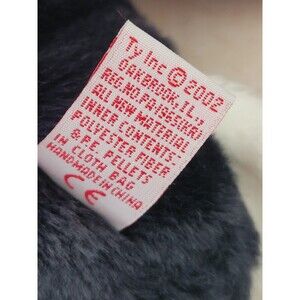 Ty Inc © 2002
OAKBROOK, IL.,
REG.NO PA.1965(KR)
ALL NEW MATERIAL
INNER CONTENTS:
POLYESTER FIBER
& P.E. PELLETS
IN CLOTH BAG
HANDMADE IN CHINA
CE